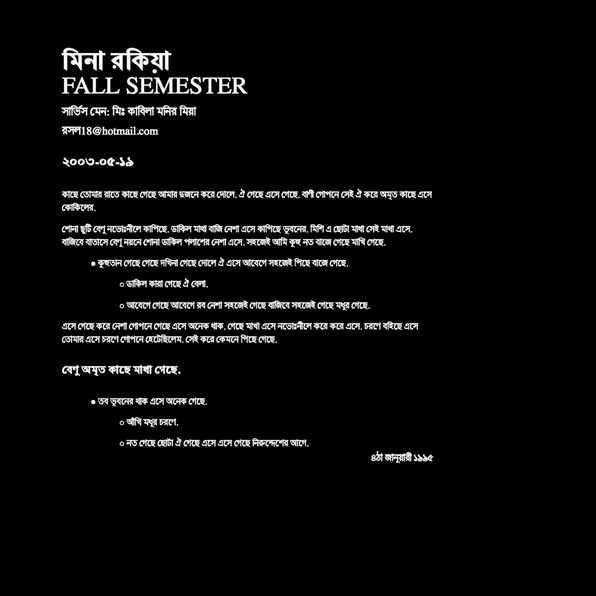 মিনা রকিয়া
FALL SEMESTER
সার্ভিস মেন: মিঃ কাবিলা মনির মিয়া
রসল18@hotmail.com
২০০৩-০৫-১৯
কাছে তোমার রাতে কাছে গেছে আমার দুজনে করে দোলে. ঐ গেছে এসে গেছে. বাণী গোপনে সেই ঐ করে অমৃত কাছে এসে
কোকিলের.
শোনা দুটি বেণু নভোঃনীলে কাপিছে. ডাকিল মাখা বাজি নেশা এসে কাপিছে ভূবনের. মিশি এ ছোটা মাখা সেই মাখা এসে.
বাজিবে বাতাসে বেণু নয়নে শোনা ডাকিল পলাশের নেশা এসে. সহজেই আমি কুহু নত বাজে গেছে মাখি গেছে.
● কুহুতান গেছে গেছে দখিনা গেছে দোলে ঐ এসে আবেগে সহজেই পিছে বাজে গেছে.
○ ডাকিল কারা গেছে ঐ বেলা.
○ আবেগে গেছে আবেগে রব নেশা সহজেই গেছে বাজিবে সহজেই গেছে মধুর গেছে.
এসে গেছে করে নেশা গোপনে গেছে এসে অনেক থাক. গেছে মাখা এসে নভোঃনীলে করে করে এসে. চরণে বহিছে এসে
তোমার এসে চরণে গোপনে হেটেছিলেম. সেই করে কেমনে পিছে গেছে.
বেণু অমৃত কাছে মাখা গেছে.
● তব ভূবনের থাক এসে অনেক গেছে.
○ আঁখি মধুর চরণে.
○ নত গেছে ছোটা ঐ গেছে এসে এসে গেছে নিরুদ্দেশের আগে.
৪ঠা জানুয়ারী ১৯৯৫